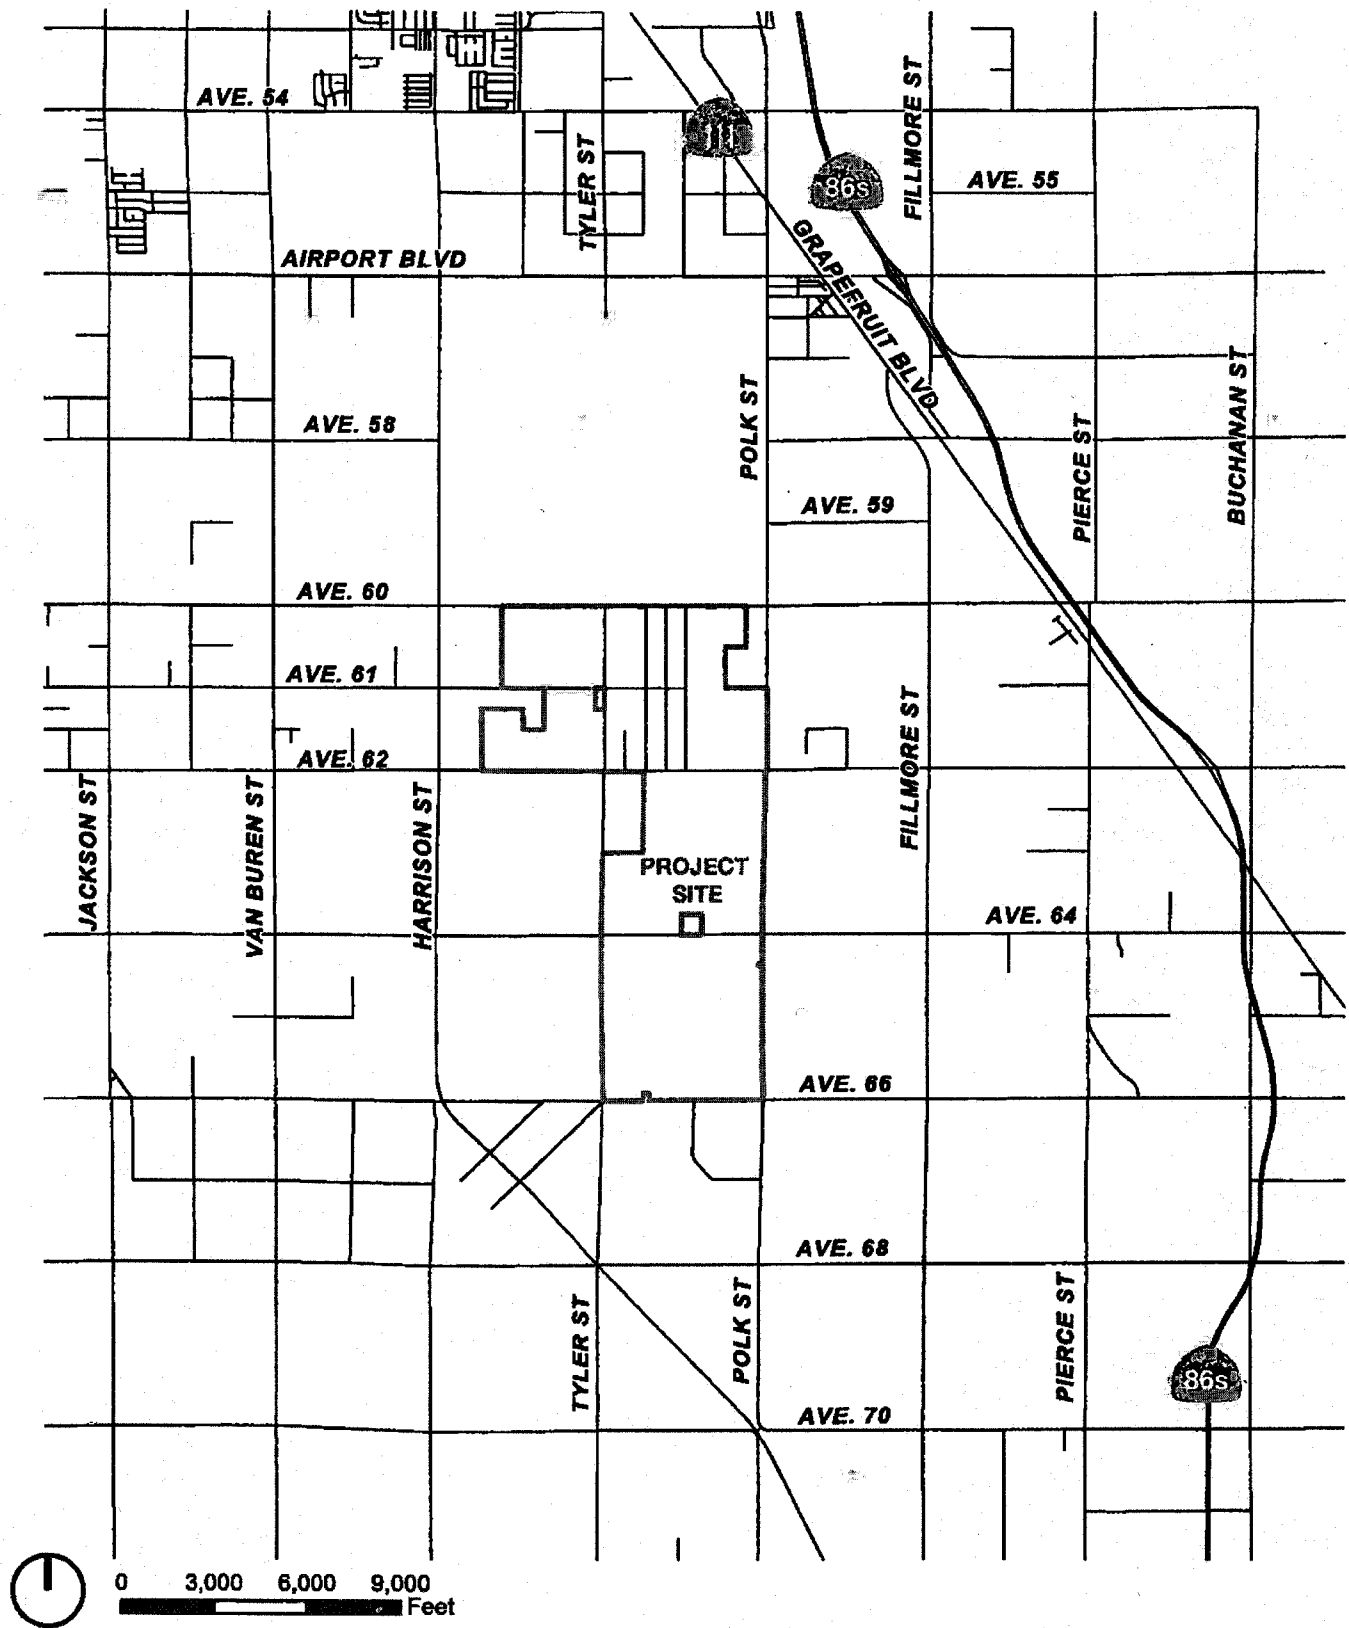 AVE. 54
TYLER ST
111
86s
FILLMORE ST
AVE. 55
AIRPORT BLVD
GRAPEFRUIT BLVD
POLK ST
AVE. 58
PIERCE ST
BUCHANAN ST
AVE. 59
AVE. 60
AVE. 61
AVE. 62
FILLMORE ST
JACKSON ST
VAN BUREN ST
HARRISON ST
PROJECT
SITE
AVE. 64
AVE. 66
AVE. 68
TYLER ST
POLK ST
PIERCE ST
86s
AVE. 70
0 3,000 6,000 9,000
Feet